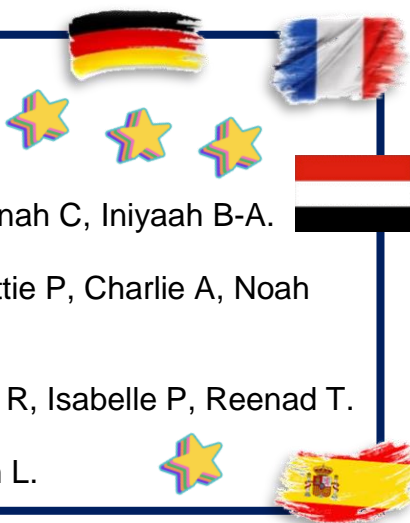 nah C, Iniyaah B-A.
ttie P, Charlie A, Noah
R, Isabelle P, Reenad T.
L.